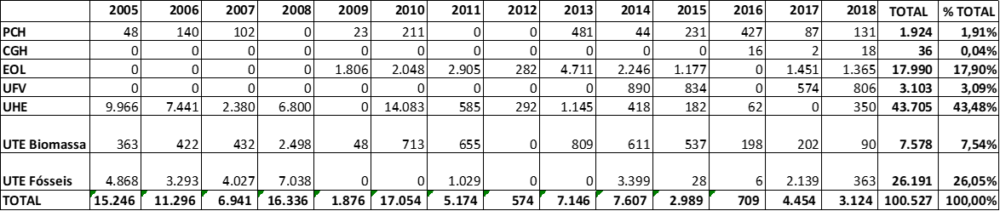 2005 2006 2007 2008 2009 2010 2011 2012 2013 2014 2015 2016 2017 2018 TOTAL % TOTAL
PCH 48 140 102 0 23 211 0 0 481 44 231 427 87 131 1.924 1,91%
CGH 0 0 0 0 0 0 0 0 0 0 0 16 2 18 36 0,04%
EOL 0 0 0 0 1.806 2.048 2.905 282 4.711 2.246 1.177 0 1.451 1.365 17.990 17,90%
UFV 0 0 0 0 0 0 0 0 0 890 834 0 574 806 3.103 3,09%
UHE 9.966 7.441 2.380 6.800 0 14.083 585 292 1.145 418 182 62 0 350 43.705 43,48%
UTE Biomassa 363 422 432 2.498 48 713 655 0 809 611 537 198 202 90 7.578 7,54%
UTE Fósseis 4.868 3.293 4.027 7.038 0 0 1.029 0 0 3.399 28 6 2.139 363 26.191 26,05%
TOTAL 15.246 11.296 6.941 16.336 1.876 17.054 5.174 574 7.146 7.607 2.989 709 4.454 3.124 100.527 100,00%